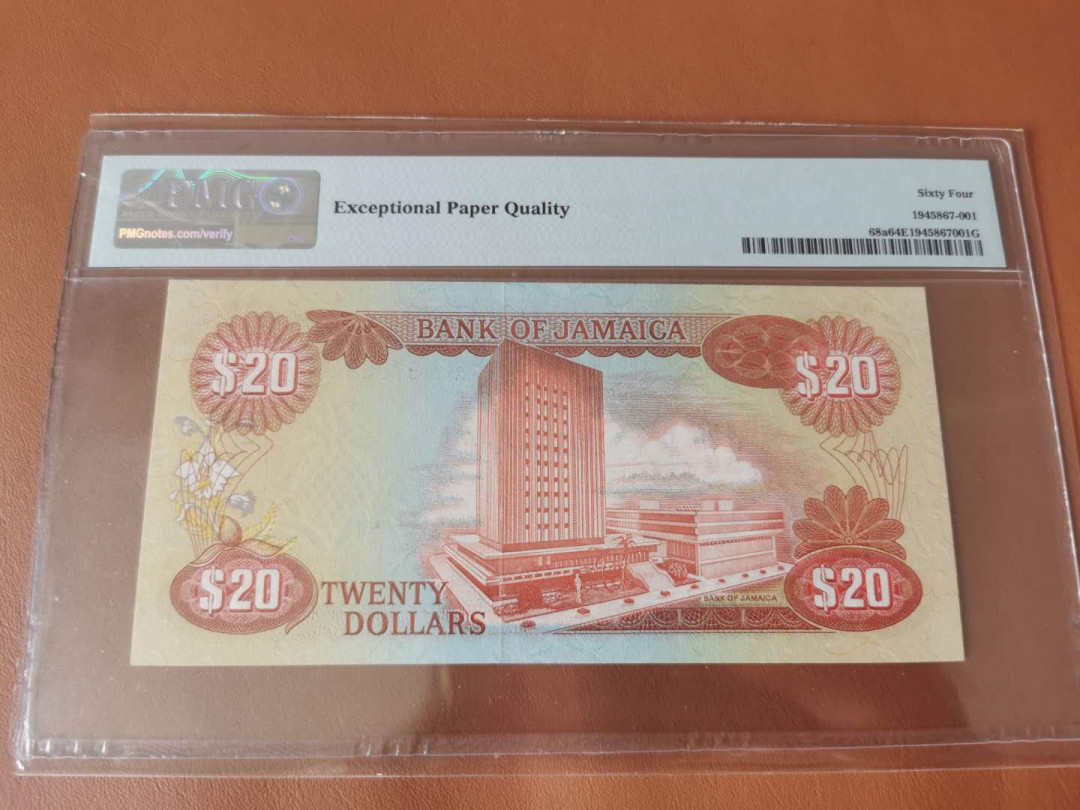 PMG
PMGnotes.com/verify
Exceptional Paper Quality
Sixty Four
1945867-001
68a64E1945867001G
BANK OF JAMAICA
$20
$20
BANK OF JAMAICA
$20
TWENTY
DOLLARS
$20